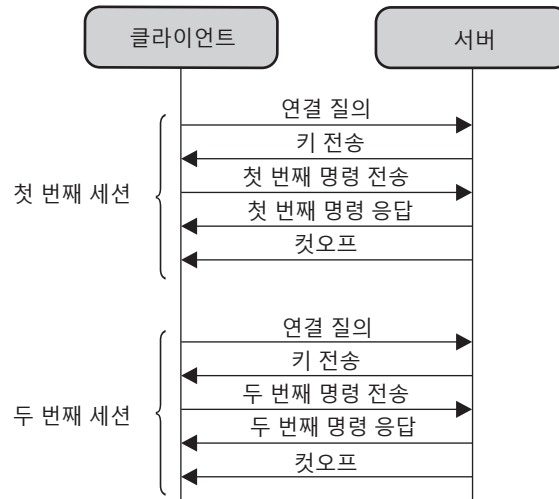 클라이언트
서버
연결 질의
키 전송
첫 번째 명령 전송
첫 번째 명령 응답
컷오프
첫 번째 세션
연결 질의
키 전송
두 번째 명령 전송
두 번째 명령 응답
컷오프
두 번째 세션